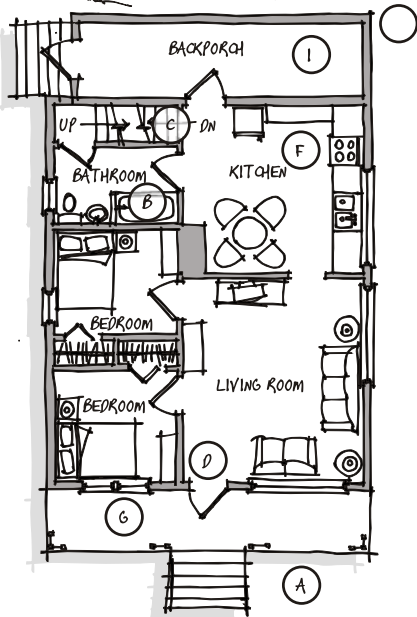 BACKPORCH
I
UP
C
DN
F
BATHROOM
KITCHEN
B
BEDROOM
LIVING ROOM
BEDROOM
D
G
A